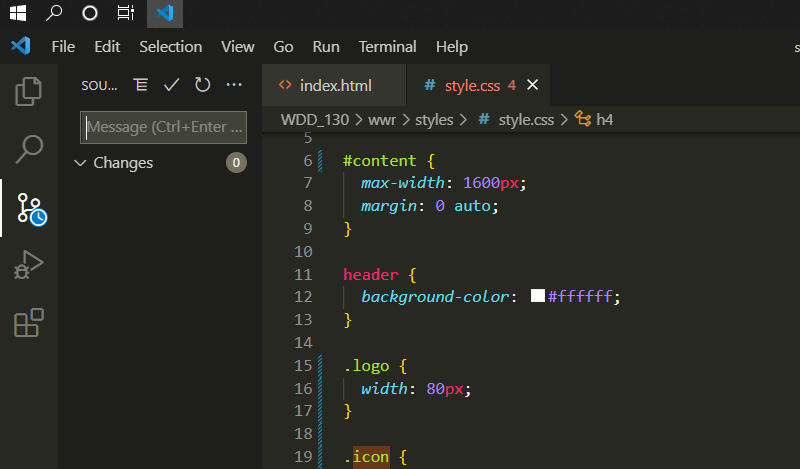 File Edit Selection View Go Run Terminal Help
SOU...
index.html
style.css 4
WDD_130 > wwr > styles > # style.css > h4
Message (Ctrl+Enter ...
Changes 0
5
6 #content {
7 max-width: 1600px;
8 margin: 0 auto;
9 }
10
11 header {
12 background-color: #ffffff;
13 }
14
15 .logo {
16 width: 80px;
17 }
18
19 .icon {